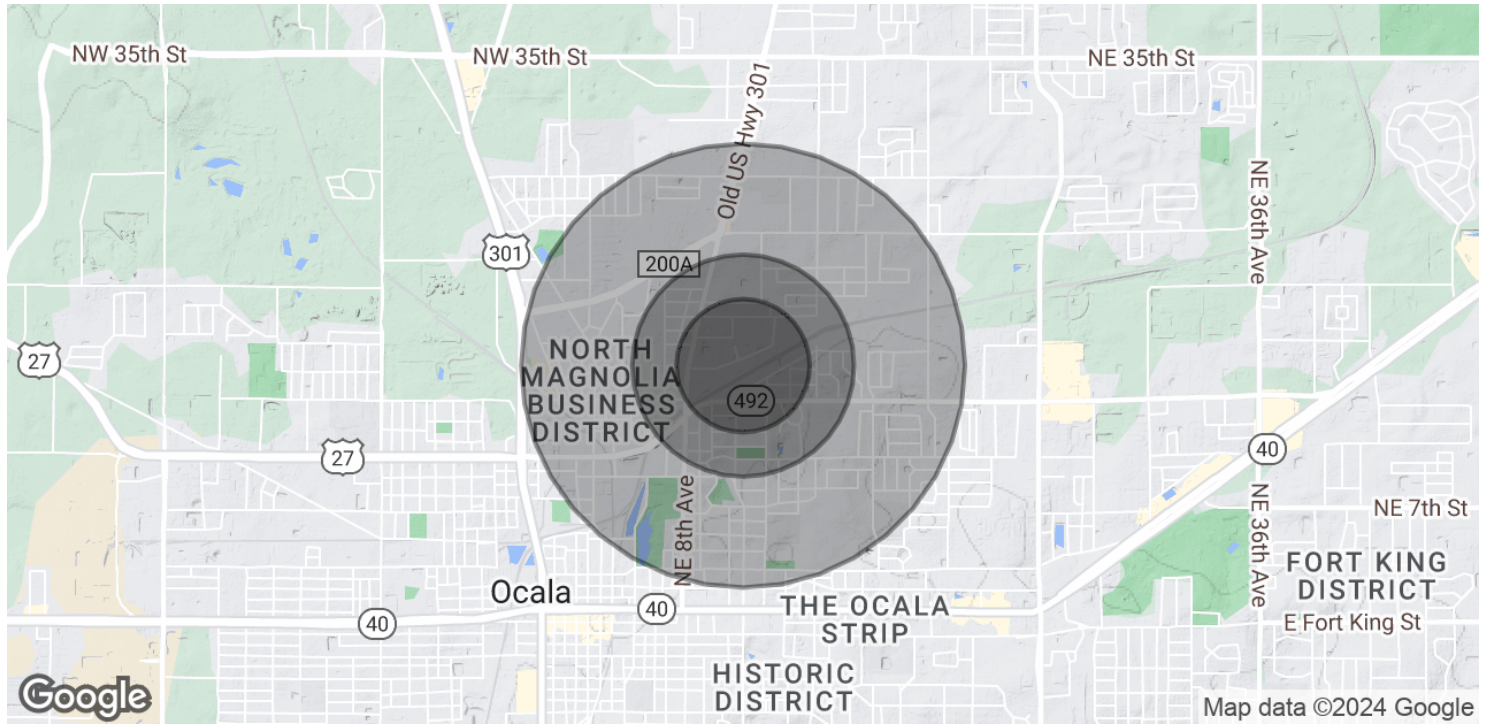 NW 35th St
NW 35th St
NE 35th St
Old US Hwy 301
NE 36th Ave
301
200A
27
NORTH
MAGNOLIA
BUSINESS
DISTRICT
492
27
40
NE 8th Ave
NE 36th Ave
NE 7th St
FORT KING
DISTRICT
Ocala
40
40
THE OCALA
STRIP
E Fort King St
HISTORIC
DISTRICT
Google
Map data ©2024 Google